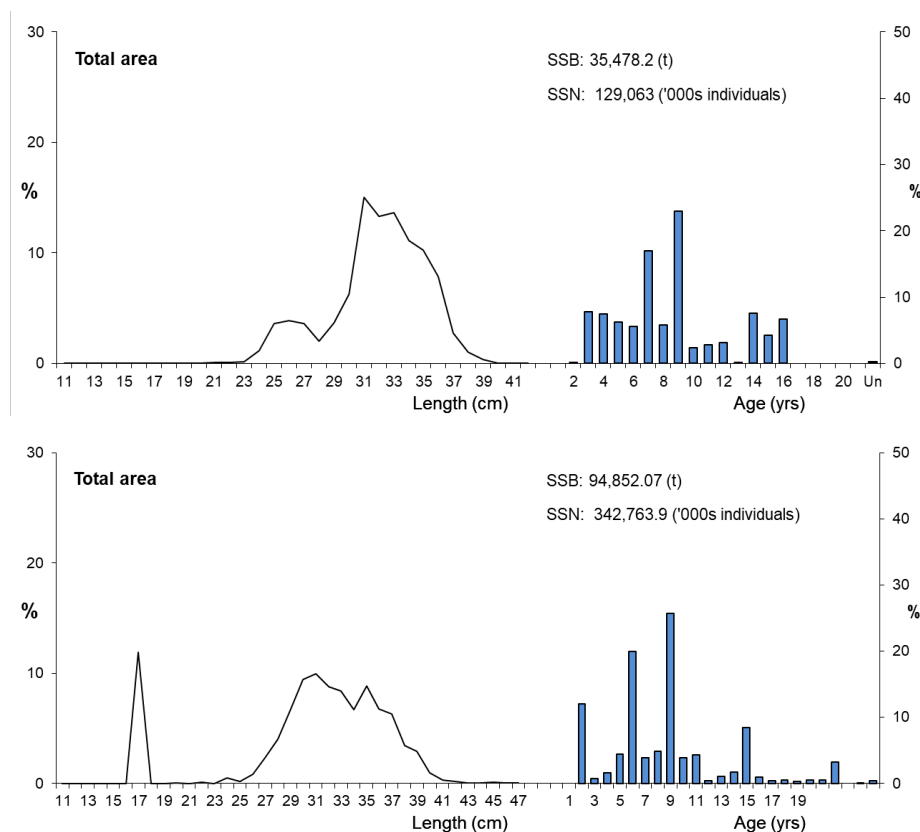 30 50
Total area SSB: 35,478.2 (t)
40
SSN: 129,063 ('000s individuals)
20 30
% %
20
10
10
0 0
11 13 15 17 19 21 23 25 27 29 31 33 35 37 39 41 2 4 6 8 10 12 14 16 18 20 Un
Length (cm) Age (yrs)
30 50
Total area SSB: 94,852.07 (t)
40
SSN: 342,763.9 ('000s individuals)
20 30
% %
20
10
10
0 0
11 13 15 17 19 21 23 25 27 29 31 33 35 37 39 41 43 45 47 1 3 5 7 9 11 13 15 17 19
Length (cm) Age (yrs)